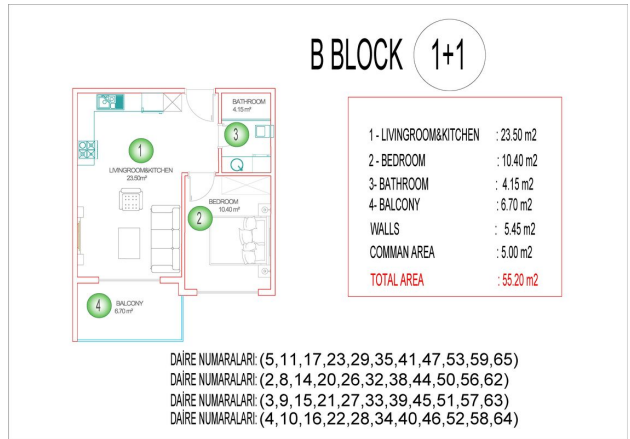 B BLOCK 1+1
BATHROOM
4.15 m²
3
1
LIVINGROOM&KITCHEN
23.50m²
2
BEDROOM
10.40 m²
4
BALCONY
6.70 m²
1 - LIVINGROOM&KITCHEN : 23.50 m2
2 - BEDROOM : 10.40 m2
3- BATHROOM : 4.15 m2
4- BALCONY : 6.70 m2
WALLS : 5.45 m2
COMMAN AREA : 5.00 m2
TOTAL AREA : 55.20 m2
DAİRE NUMARALARI: (5,11,17,23,29,35,41,47,53,59,65)
DAİRE NUMARALARI: (2,8,14,20,26,32,38,44,50,56,62)
DAİRE NUMARALARI: (3,9,15,21,27,33,39,45,51,57,63)
DAİRE NUMARALARI: (4,10,16,22,28,34,40,46,52,58,64)